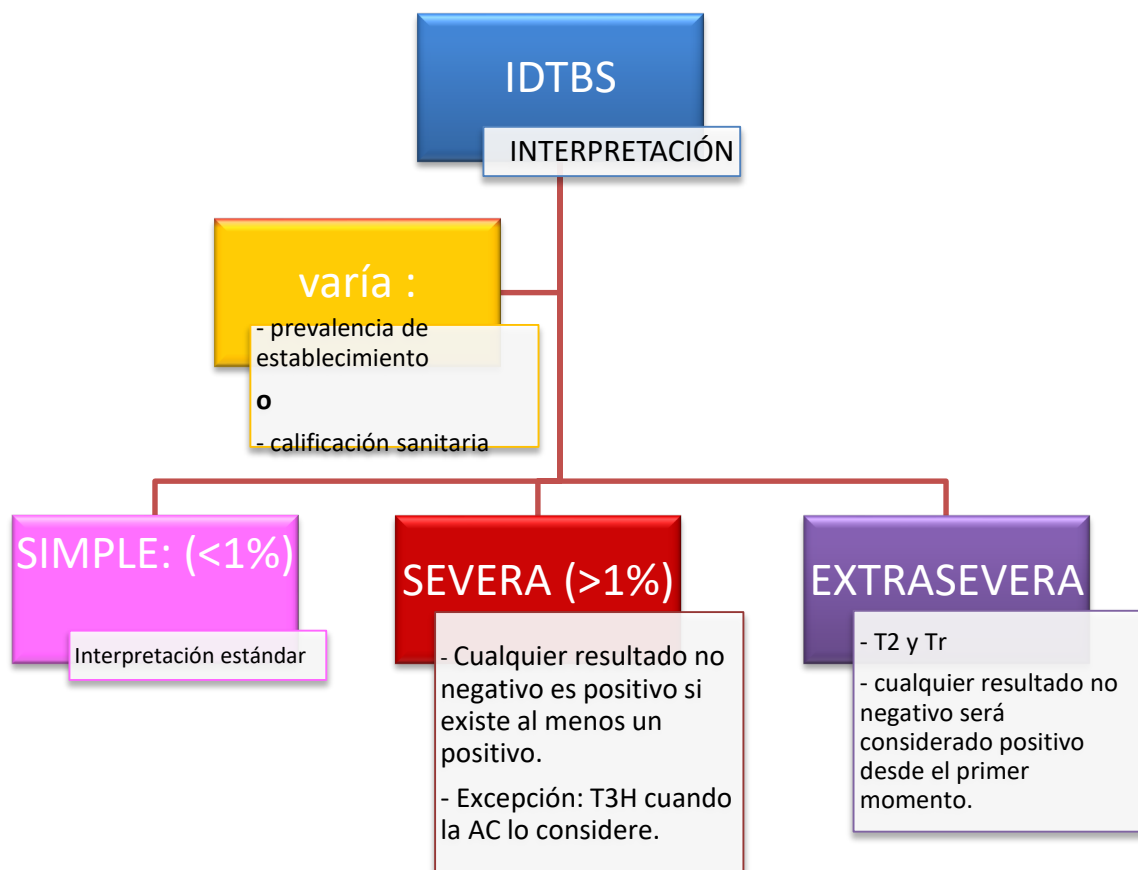 IDTBS
INTERPRETACIÓN
varía :
- prevalencia de
establecimiento
o
- calificación sanitaria
SIMPLE: (<1%)
Interpretación estándar
SEVERA (>1%)
- Cualquier resultado no
negativo es positivo si
existe al menos un
positivo.
- Excepción: T3H cuando
la AC lo considere.
EXTRASEVERA
- T2 y Tr
- cualquier resultado no
negativo será
considerado positivo
desde el primer
momento.